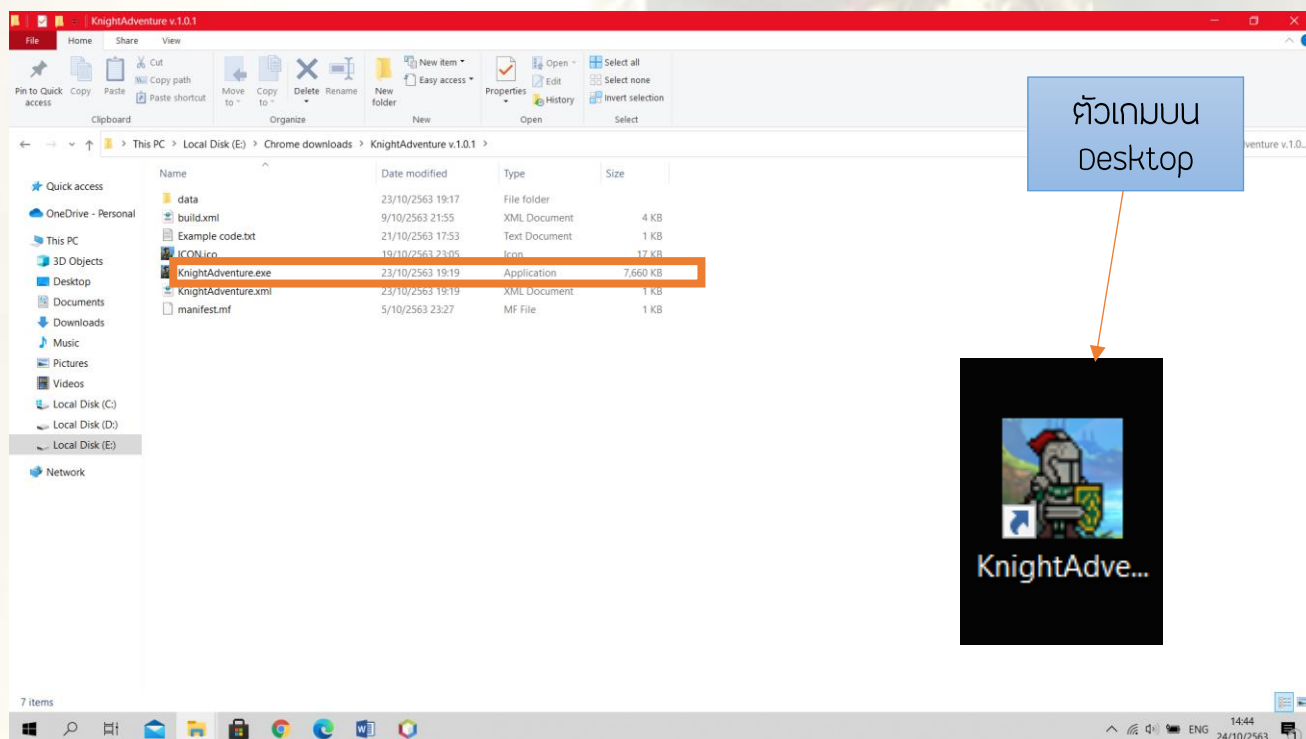 KnightAdventure v.1.0.1
File Home Share View
Pin to Quick access
Copy
Paste
Cut
Copy path
Paste shortcut
Clipboard
Move to
Copy to
Delete
Rename
Organize
New folder
New item
Easy access
New
Properties
Open
Edit
History
Open
Select all
Select none
Invert selection
Select
This PC > Local Disk (E:) > Chrome downloads > KnightAdventure v.1.0.1 >
Quick access
OneDrive - Personal
This PC
3D Objects
Desktop
Documents
Downloads
Music
Pictures
Videos
Local Disk (C:)
Local Disk (D:)
Local Disk (E:)
Network
Name Date modified Type Size
data 23/10/2563 19:17 File folder
build.xml 9/10/2563 21:55 XML Document 4 KB
Example code.txt 21/10/2563 17:53 Text Document 1 KB
ICON.ico 19/10/2563 23:05 Icon 17 KB
KnightAdventure.exe 23/10/2563 19:19 Application 7,660 KB
KnightAdventure.xml 23/10/2563 19:19 XML Document 1 KB
manifest.mf 5/10/2563 23:27 MF File 1 KB
ตัวเกมบน
Desktop
KnightAdve...
7 items
ENG
14:44
24/10/2563